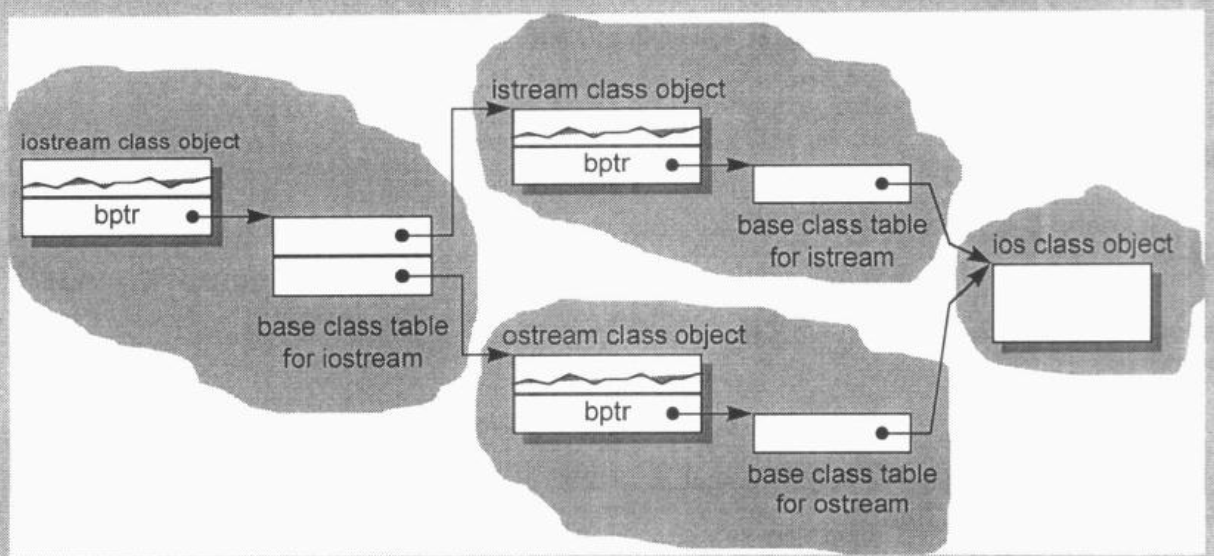 iostream class object
bptr
base class table
for iostream
istream class object
bptr
base class table
for istream
ostream class object
bptr
base class table
for ostream
ios class object